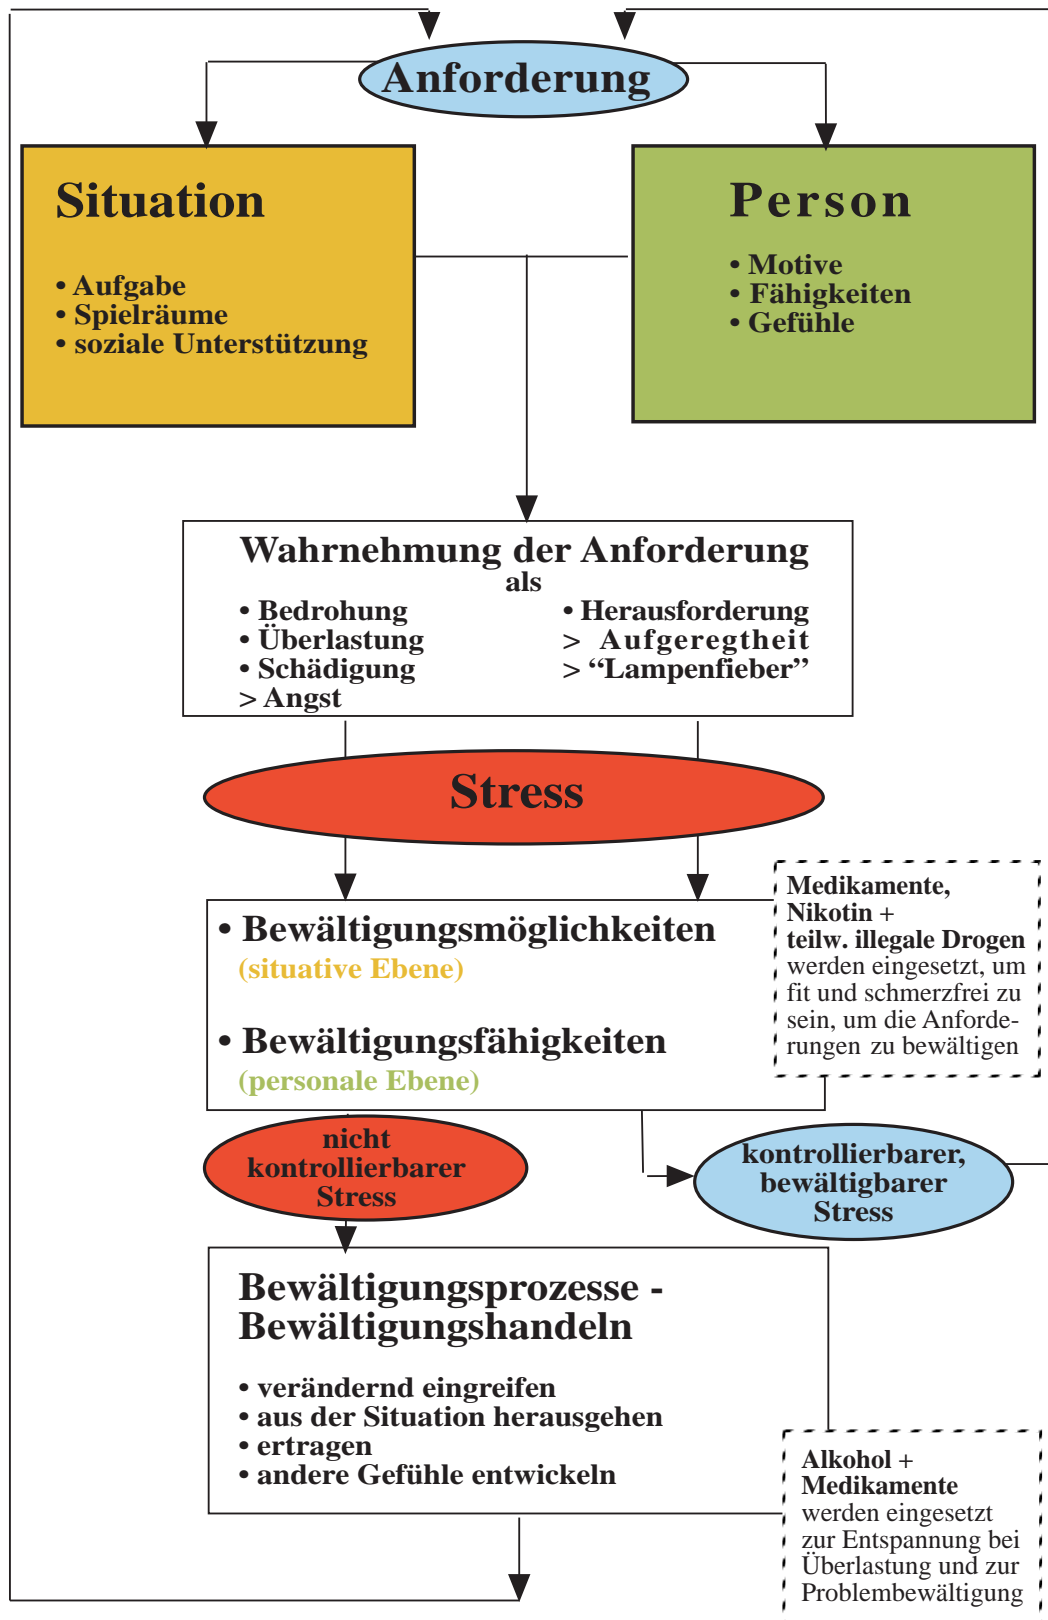 Anforderung
Situation
• Aufgabe
• Spielräume
• soziale Unterstützung
Person
• Motive
• Fähigkeiten
• Gefühle
Wahrnehmung der Anforderung
als
• Bedrohung
• Überlastung
• Schädigung
> Angst
• Herausforderung
> Aufgeregtheit
> “Lampenfieber”
Stress
• Bewältigungsmöglichkeiten
(situative Ebene)
• Bewältigungsfähigkeiten
(personale Ebene)
Medikamente,
Nikotin +
teilw. illegale Drogen
werden eingesetzt, um
fit und schmerzfrei zu
sein, um die Anforde-
rungen zu bewältigen
nicht
kontrollierbarer
Stress
kontrollierbarer,
bewältigbarer
Stress
Bewältigungsprozesse -
Bewältigungshandeln
• verändernd eingreifen
• aus der Situation herausgehen
• ertragen
• andere Gefühle entwickeln
Alkohol +
Medikamente
werden eingesetzt
zur Entspannung bei
Überlastung und zur
Problembewältigung